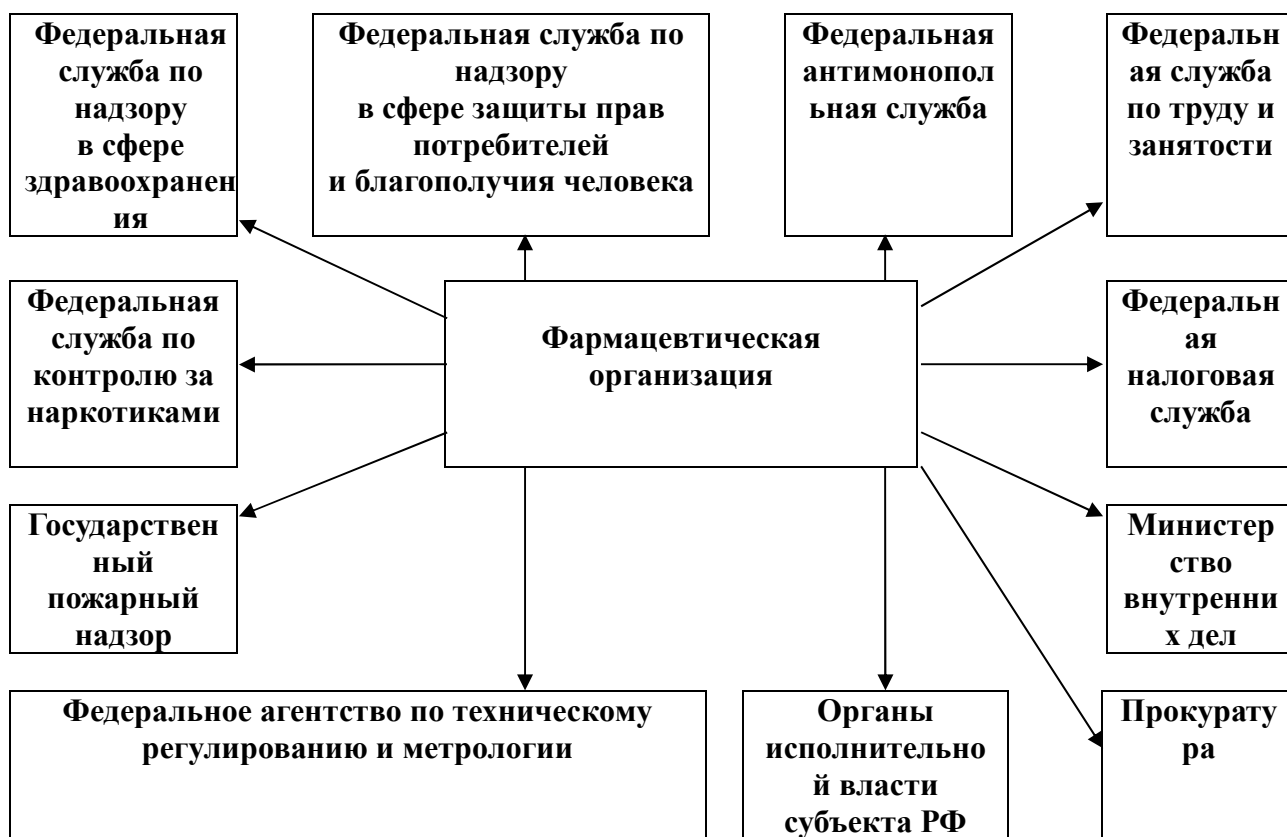 Федеральная
служба по
надзору
в сфере
здравоохранен
ия
Федеральная служба по
надзору
в сфере защиты прав
потребителей
и благополучия человека
Федеральная
антимонопол
ьная служба
Федеральн
ая служба
по труду и
занятости
Федеральная
служба по
контролю за
наркотиками
Фармацевтическая
организация
Федеральн
ая
налоговая
служба
Государствен
ный
пожарный
надзор
Министер
ство
внутренни
х дел
Федеральное агентство по техническому
регулированию и метрологии
Органы
исполнительно
й власти
субъекта РФ
Прокурату
ра